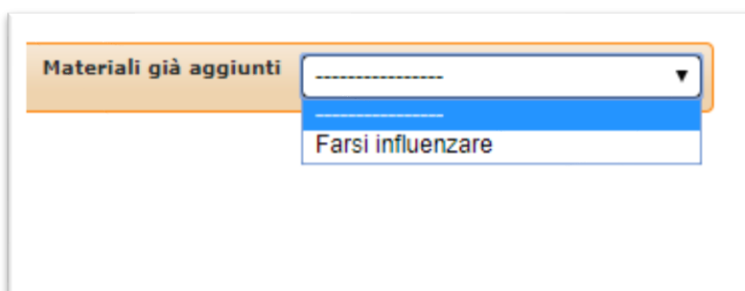 Materiali già aggiunti
----------------
----------------
Farsi influenzare